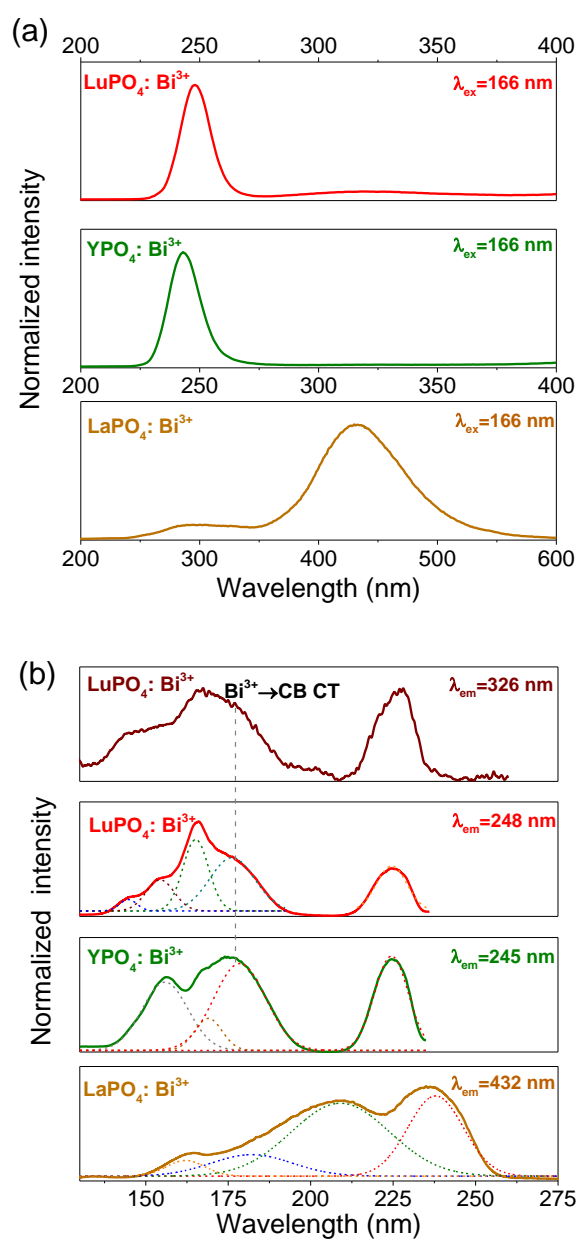 (a)
200 250 300 350 400
LuPO₄: Bi³⁺ λₑₓ=166 nm
YPO₄: Bi³⁺ λₑₓ=166 nm
200 250 300 350 400
LaPO₄: Bi³⁺ λₑₓ=166 nm
200 300 400 500 600
Wavelength (nm)
Normalized intensity
(b)
LuPO₄: Bi³⁺ Bi³⁺→CB CT λₑₘ=326 nm
LuPO₄: Bi³⁺ λₑₘ=248 nm
YPO₄: Bi³⁺ λₑₘ=245 nm
LaPO₄: Bi³⁺ λₑₘ=432 nm
150 175 200 225 250 275
Wavelength (nm)
Normalized intensity